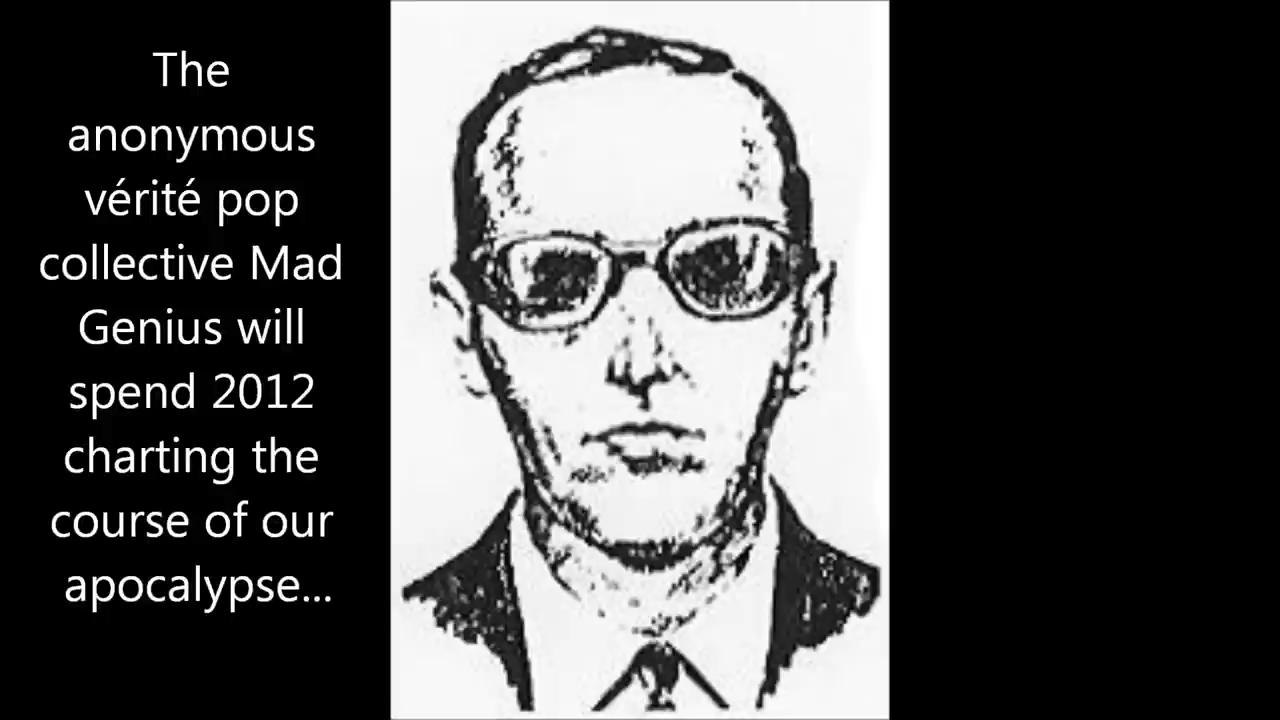 The
anonymous
vérité pop
collective Mad
Genius will
spend 2012
charting the
course of our
apocalypse...